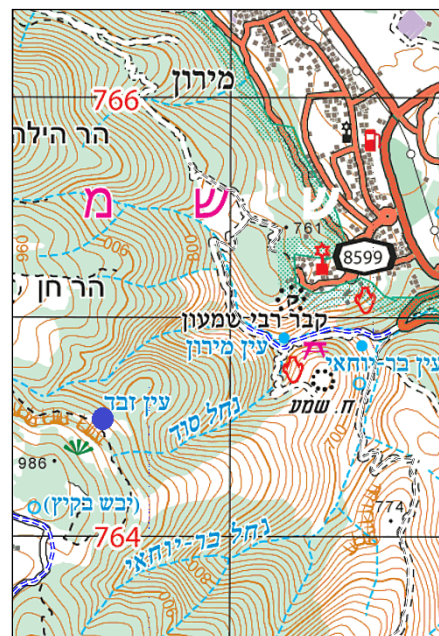 מירון
766
הר הילה
מ ש ש
761
900
800
960
8599
הר חן
קבר רבי שמעון
עין מירון
עין בר-יוחאי
עין זבד
נחל
ח. שמע
700
986
(יבש בקיץ)
774
764
נחל בר-יוחאי
800
900